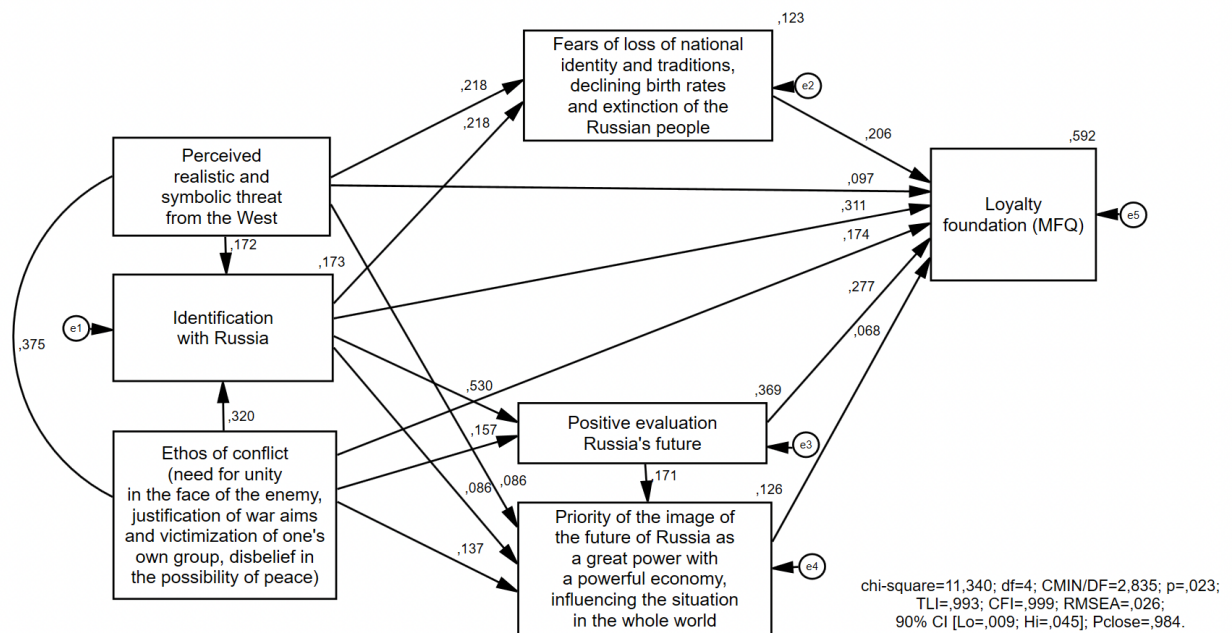 ,123
Fears of loss of national
identity and traditions,
declining birth rates
and extinction of the
Russian people
e2
,218
,218
,206
,592
Perceived
realistic and
symbolic threat
from the West
,097
,311
,174
Loyalty
foundation (MFQ)
e5
,172
,173
Identification
with Russia
e1
,375
,277
,068
,530
,369
,320
,157
Positive evaluation
Russia's future
e3
Ethos of conflict
(need for unity
in the face of the enemy,
justification of war aims
and victimization of one's
own group, disbelief in
the possibility of peace)
,086
,086
,137
,171
,126
Priority of the image of
the future of Russia as
a great power with
a powerful economy,
influencing the situation
in the whole world
e4
chi-square=11,340; df=4; CMIN/DF=2,835; p=,023;
TLI=,993; CFI=,999; RMSEA=,026;
90% CI [Lo=,009; Hi=,045]; Pclose=,984.